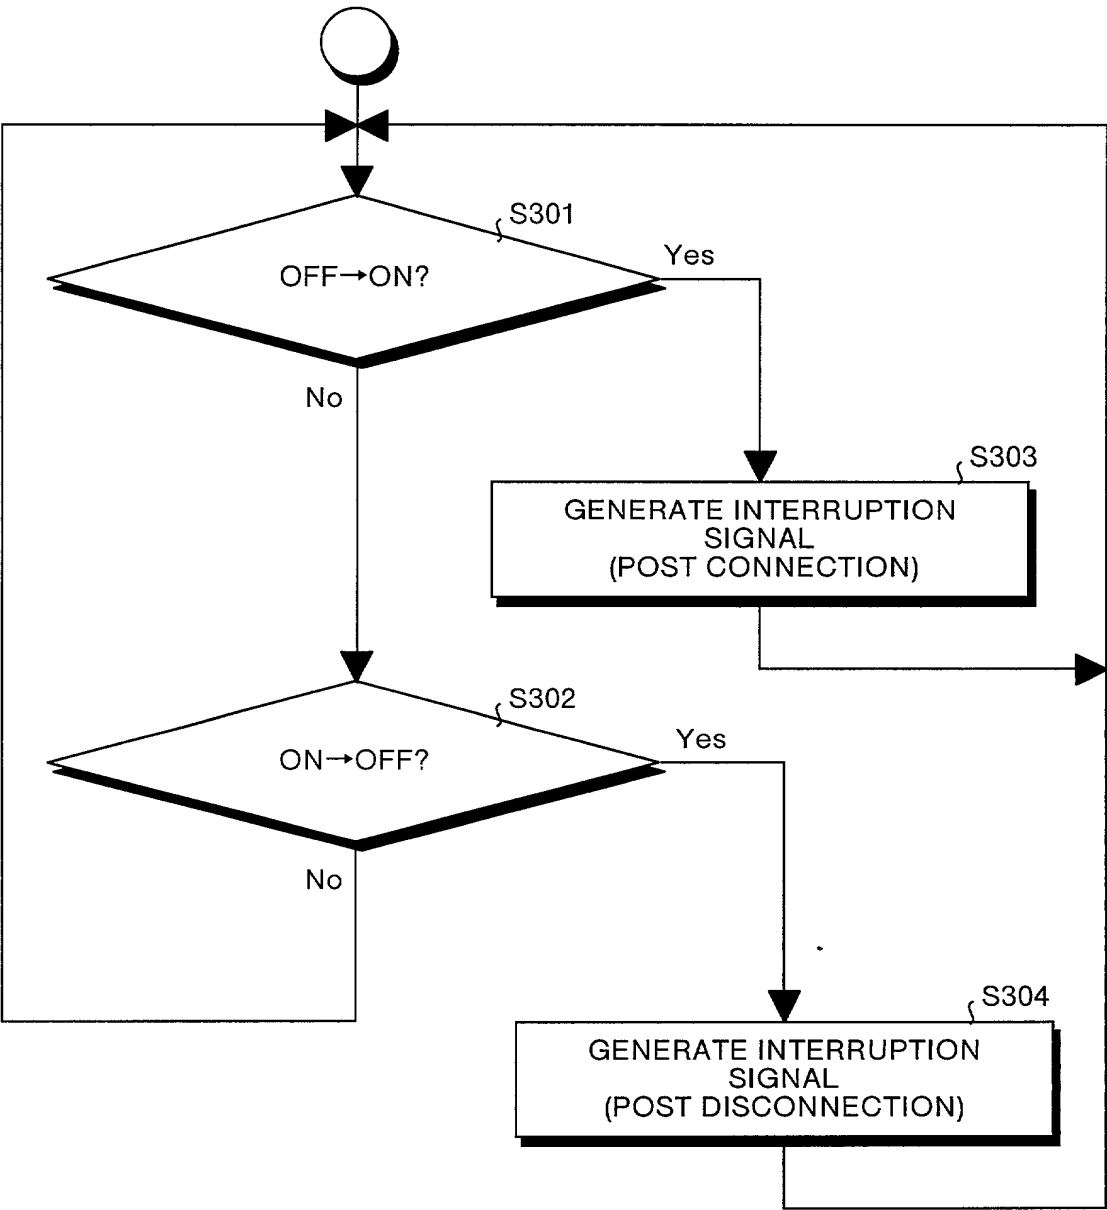 S301
OFF→ON?
Yes
No
S303
GENERATE INTERRUPTION
SIGNAL
(POST CONNECTION)
S302
ON→OFF?
Yes
No
S304
GENERATE INTERRUPTION
SIGNAL
(POST DISCONNECTION)